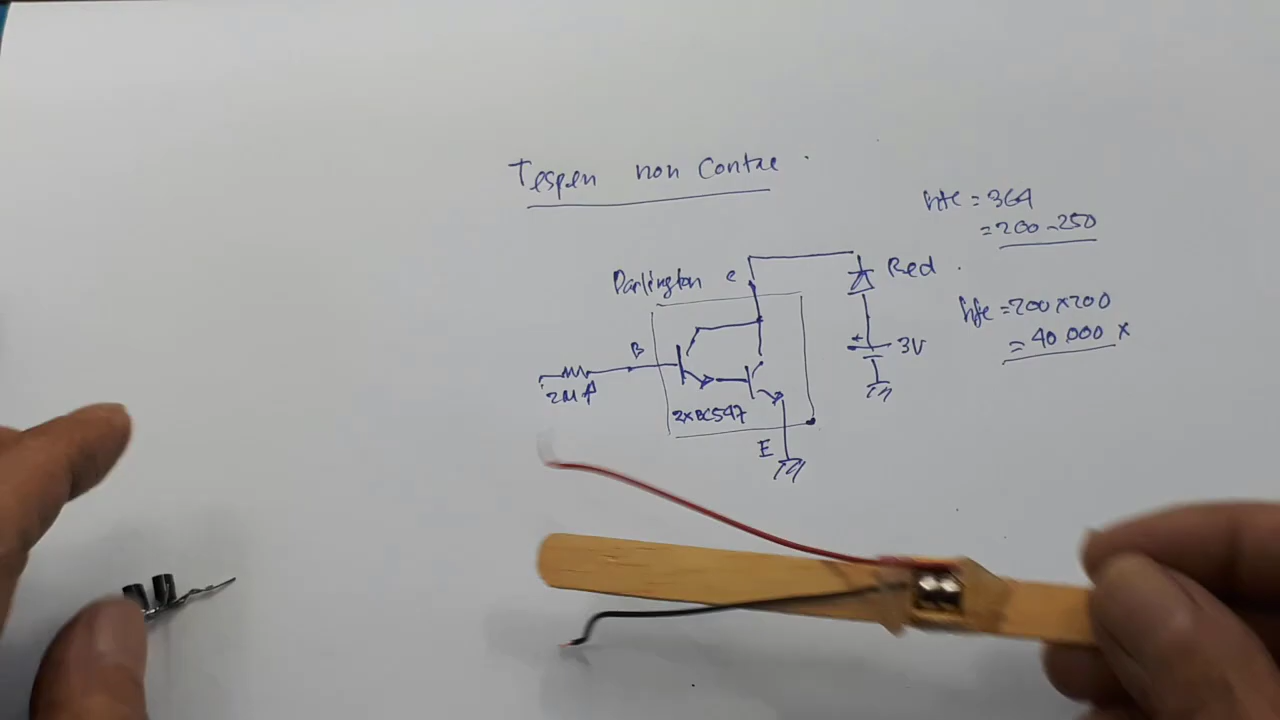 Tespen non Contac
hfe = 364
= 200 - 250
Darlington c
Red
hfe = 200 x 200
= 40.000 x
B
3V
2M
2xBC547
E